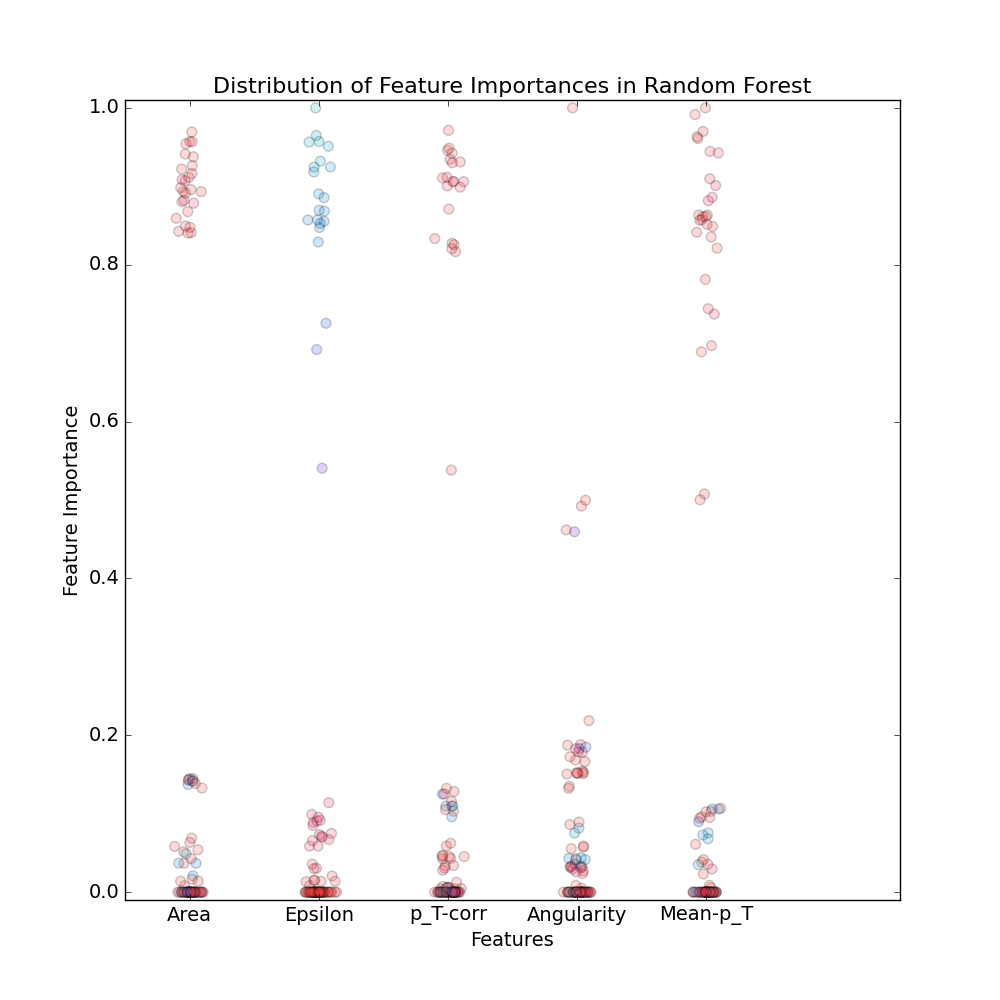 Distribution of Feature Importances in Random Forest
1.0
0.8
0.6
0.4
0.2
0.0
Feature Importance
Area Epsilon p_T-corr Angularity Mean-p_T
Features